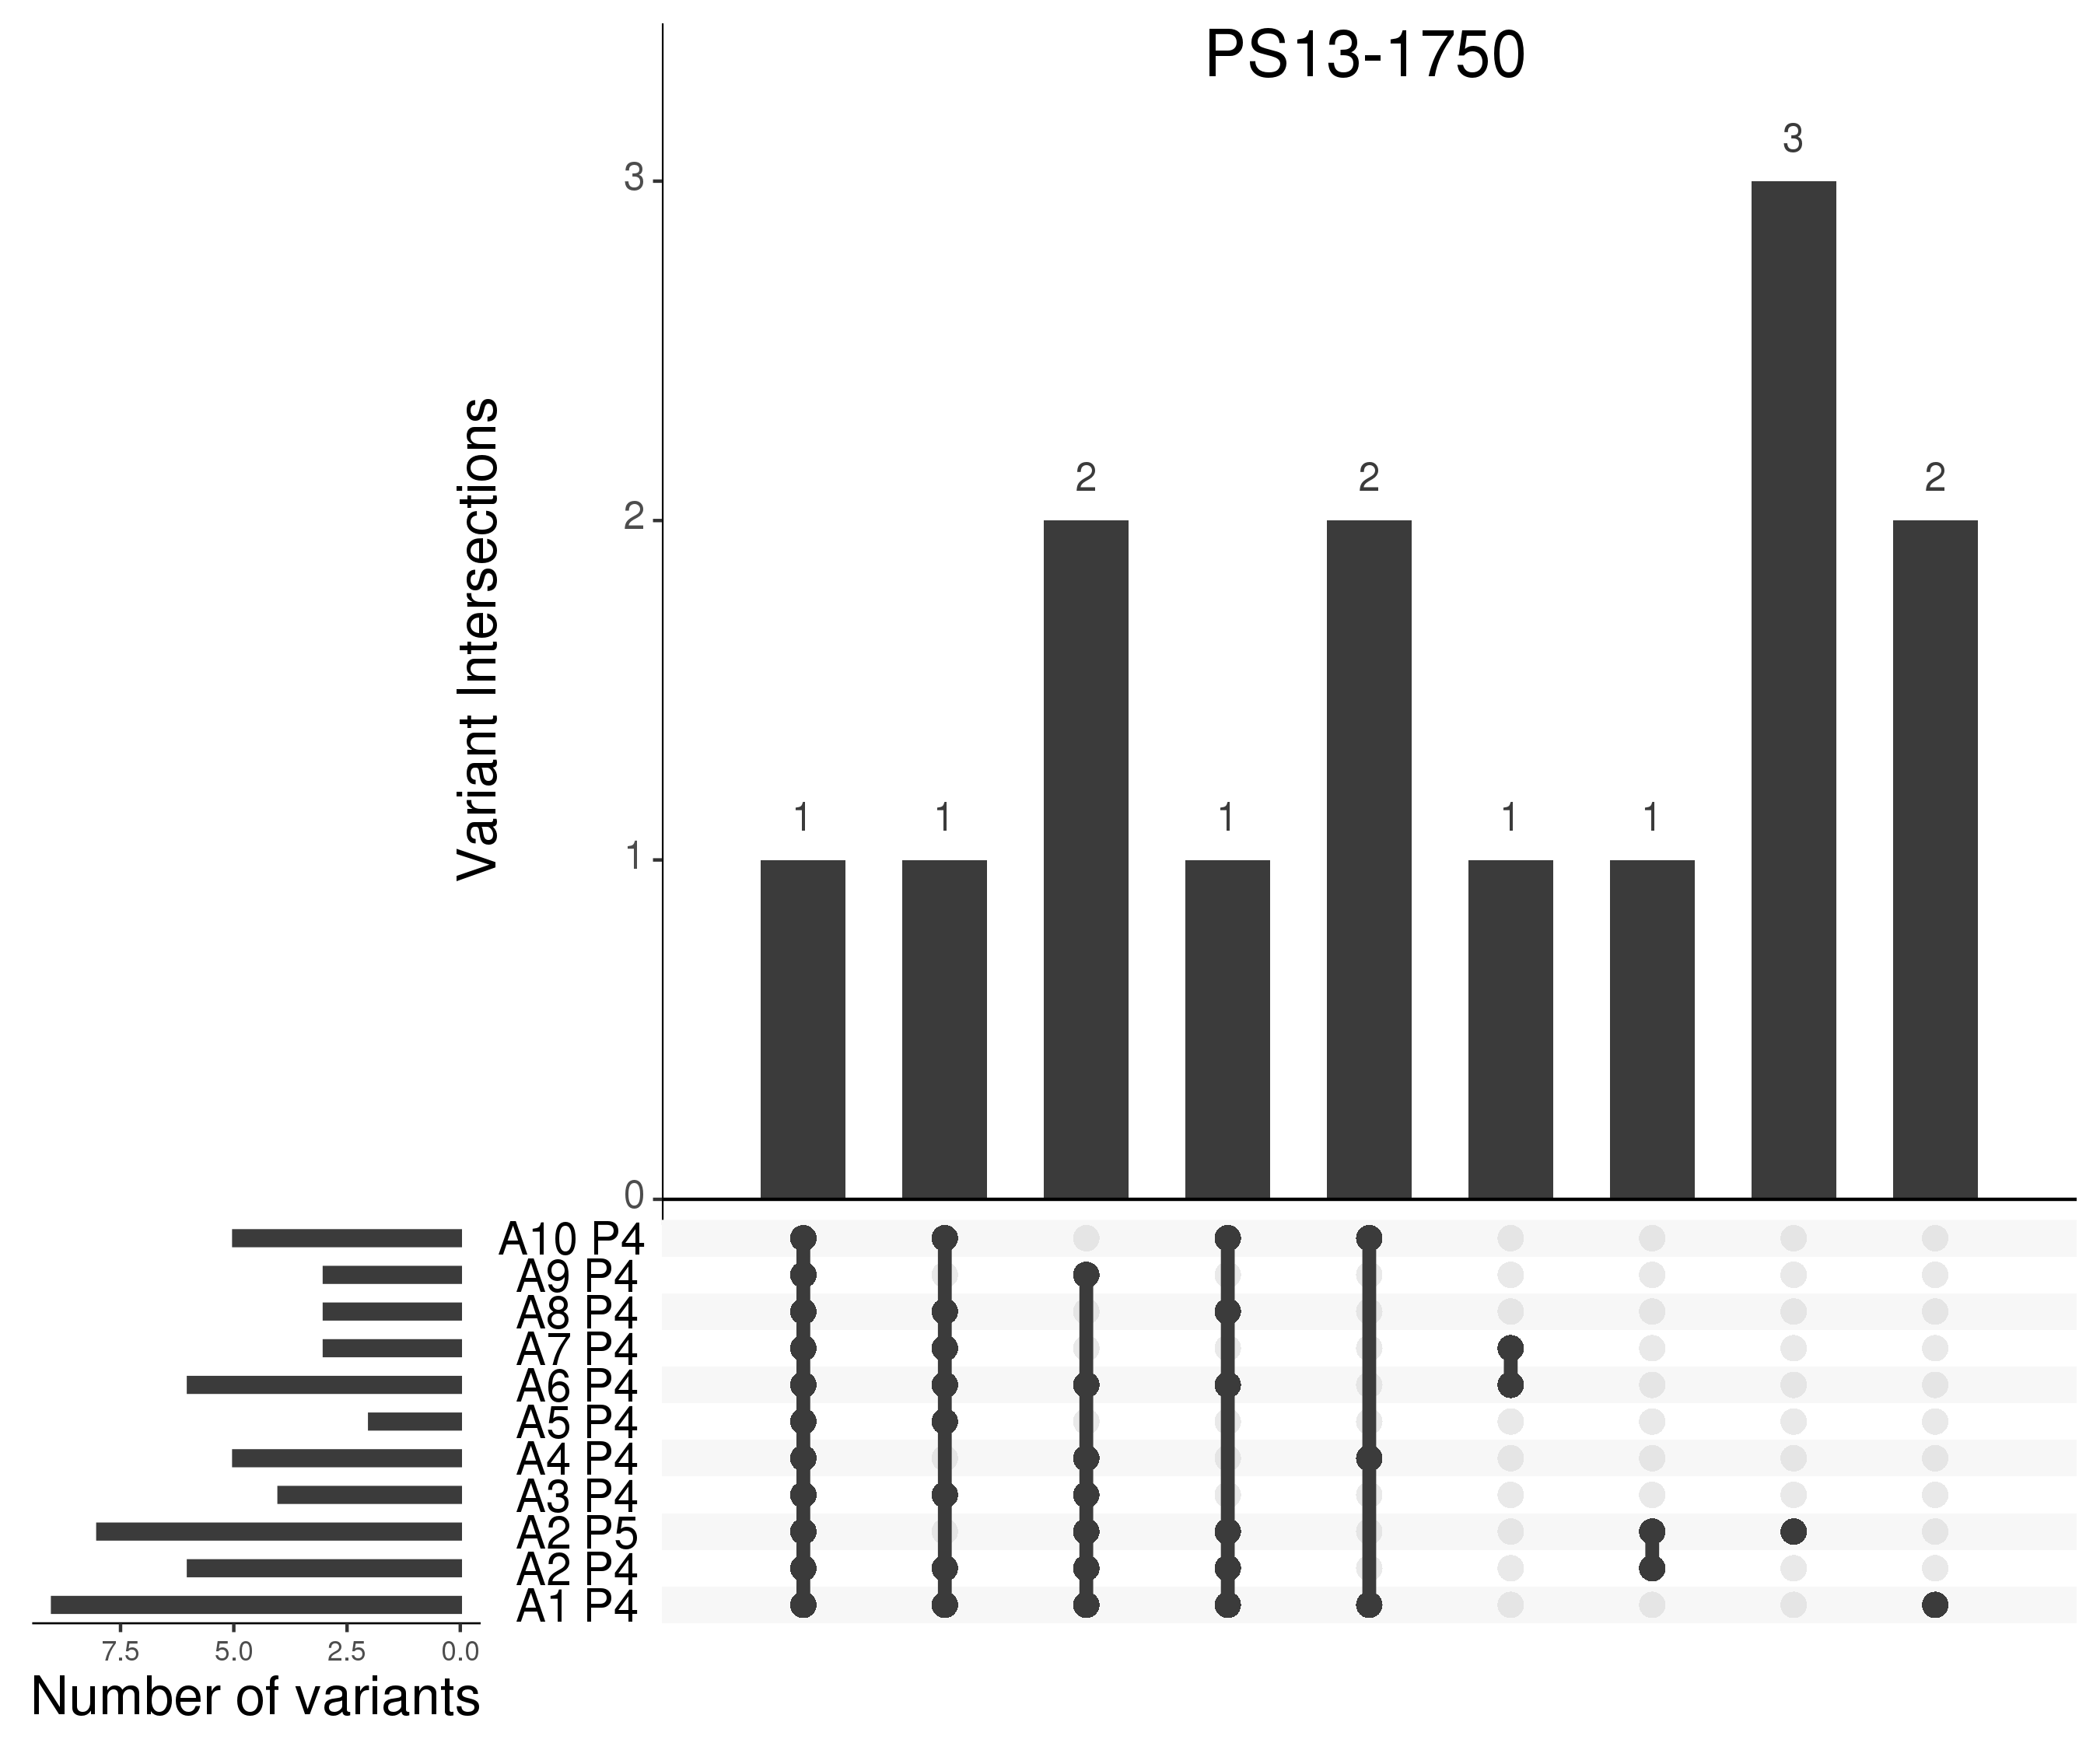 PS13-1750
Variant Intersections
3
2
1
0
1
1
2
1
2
1
1
3
2
A10 P4
A9 P4
A8 P4
A7 P4
A6 P4
A5 P4
A4 P4
A3 P4
A2 P5
A2 P4
A1 P4
7.5 5.0 2.5 0.0
Number of variants